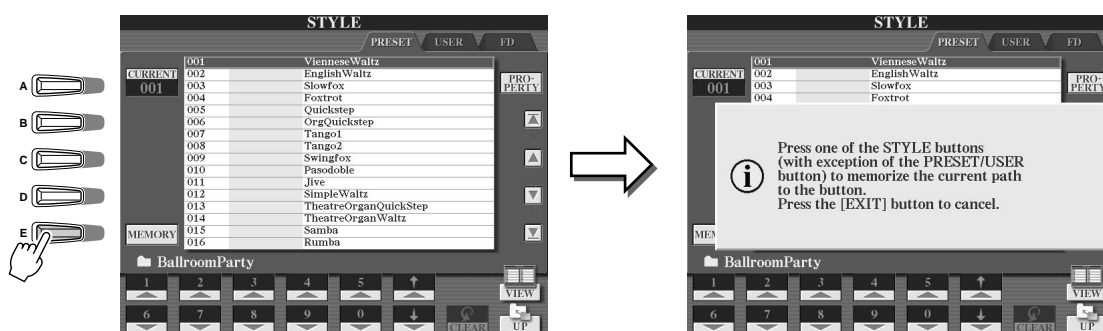 STYLE
PRESET USER FD
A
B
C
D
E
CURRENT
001
PRO-
PERTY
001 VienneseWaltz
002 EnglishWaltz
003 Slowfox
004 Foxtrot
005 Quickstep
006 OrgQuickstep
007 Tango1
008 Tango2
009 Swingfox
010 Pasodoble
011 Jive
012 SimpleWaltz
013 TheatreOrganQuickStep
014 TheatreOrganWaltz
015 Samba
016 Rumba
MEMORY
BallroomParty
1 2 3 4 5
VIEW
6 7 8 9 0
CLEAR
UP
STYLE
PRESET USER FD
CURRENT
001
PRO-
PERTY
001 VienneseWaltz
002 EnglishWaltz
003 Slowfox
004 Foxtrot
Press one of the STYLE buttons
(with exception of the PRESET/USER
button) to memorize the current path
to the button.
Press the [EXIT] button to cancel.
MEM
BallroomParty
1 2 3 4 5
VIEW
6 7 8 9 0
CLEAR
UP